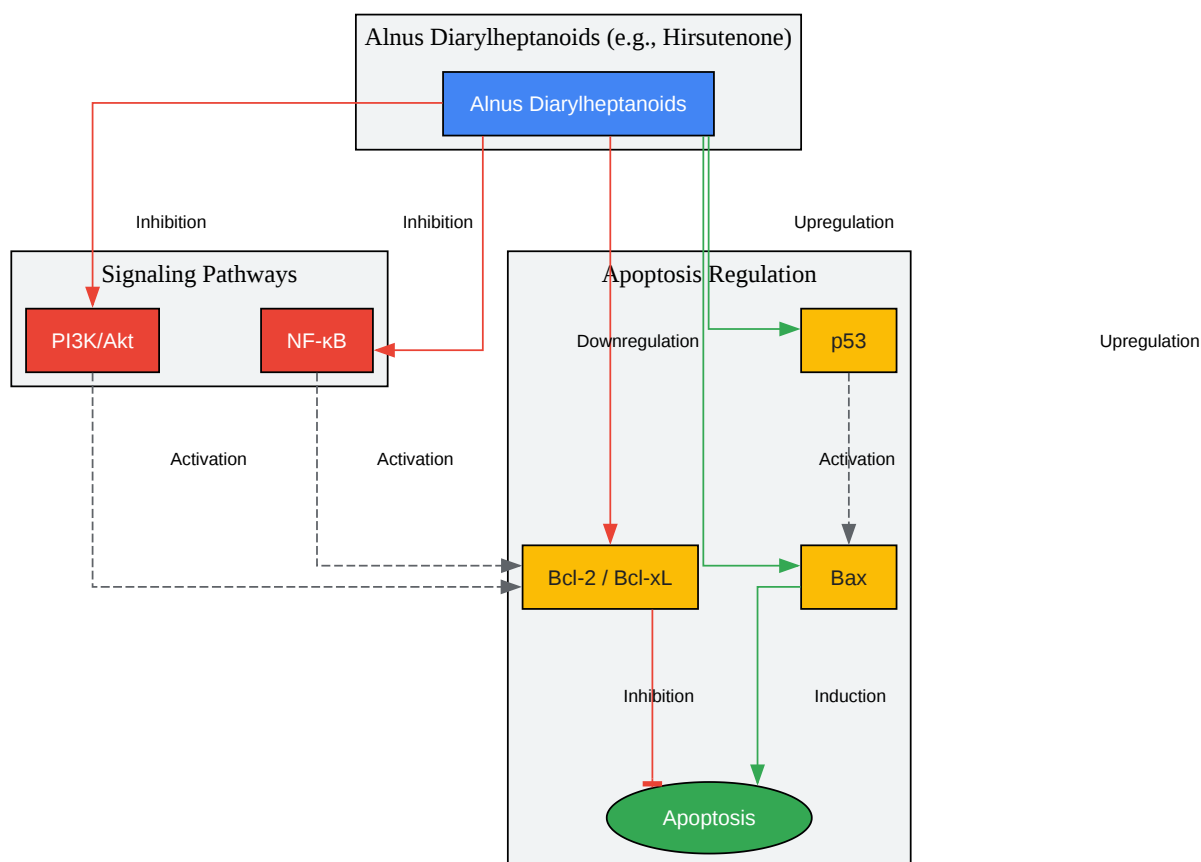 Alnus Diarylheptanoids (e.g., Hirsutenone)
Alnus Diarylheptanoids
Inhibition
Inhibition
Upregulation
Signaling Pathways
Apoptosis Regulation
PI3K/Akt
NF-κB
Downregulation
p53
Upregulation
Activation
Activation
Activation
Bcl-2 / Bcl-xL
Bax
Inhibition
Induction
Apoptosis